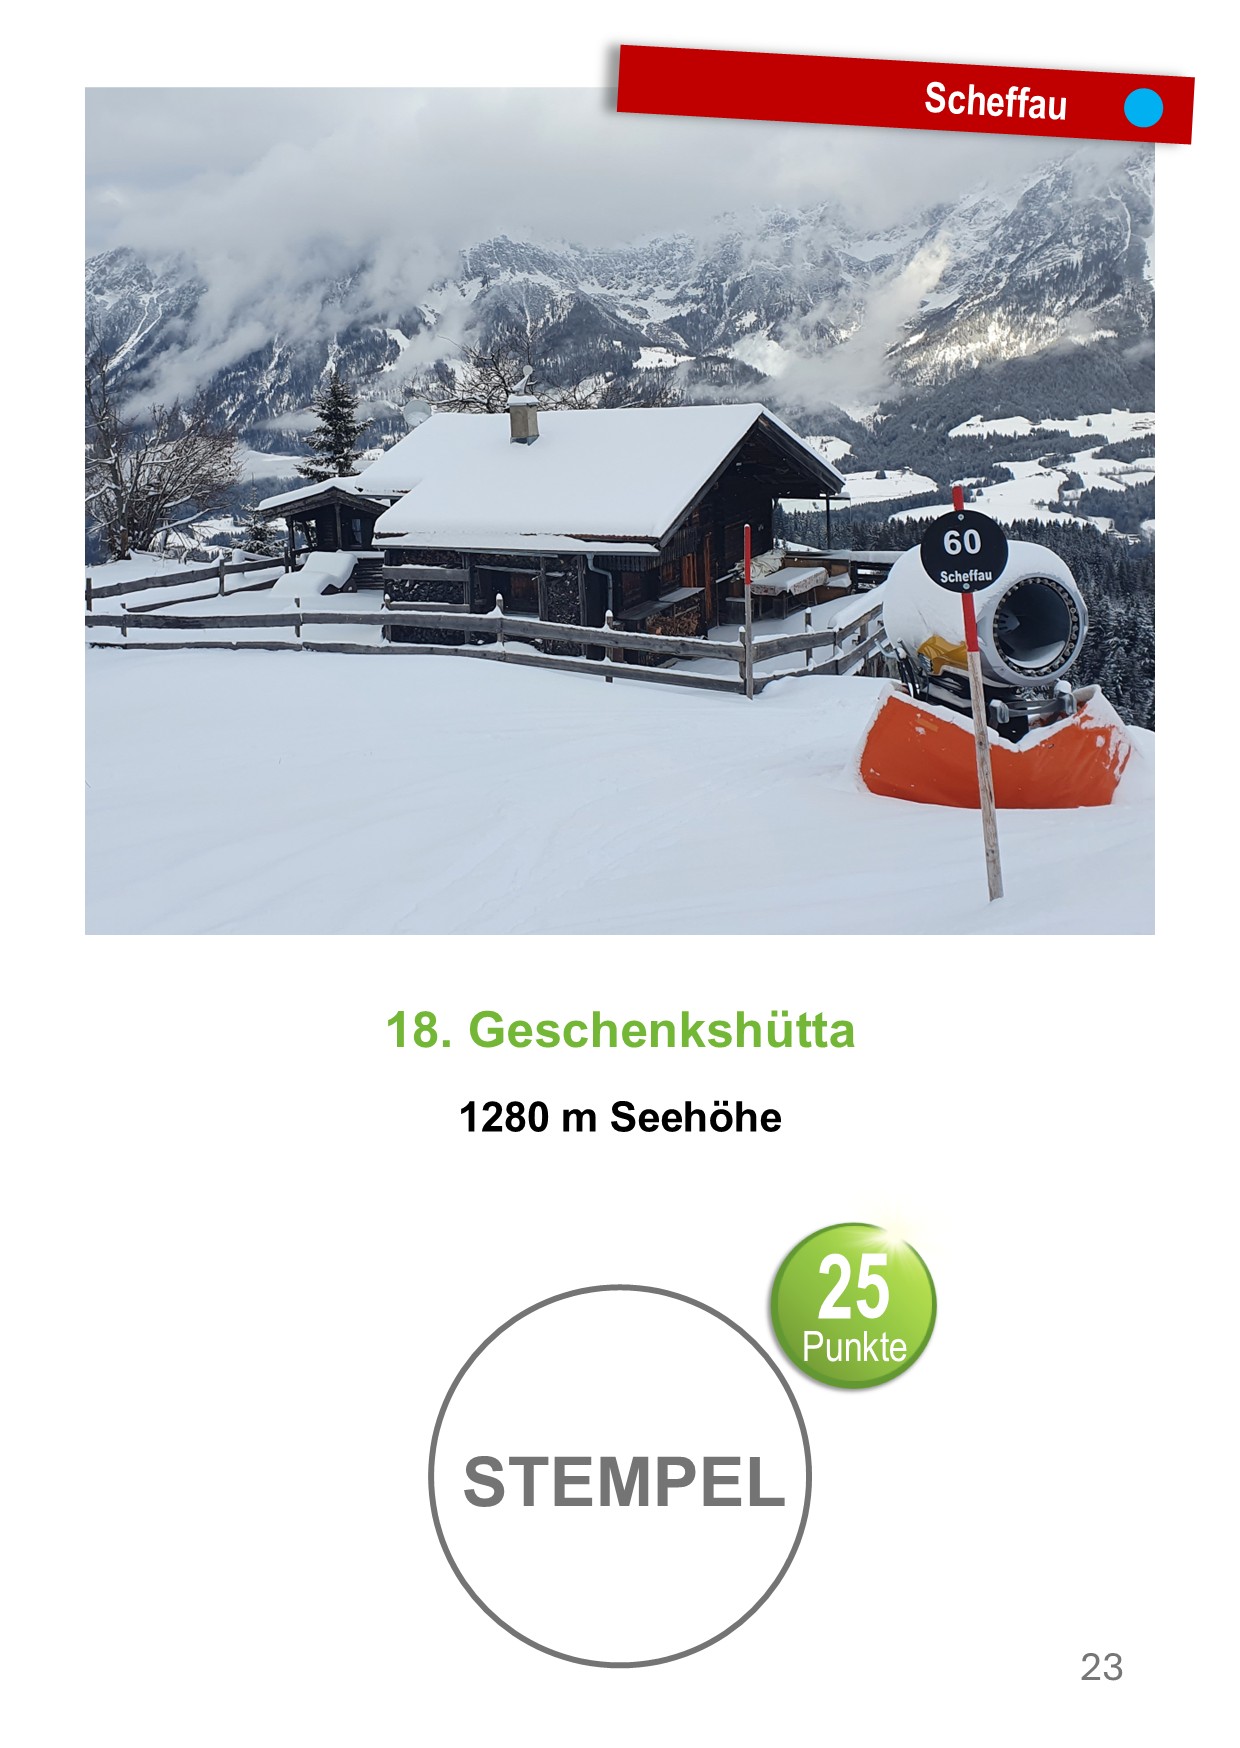 Scheffau
60
Scheffau
18. Geschenkshütta
1280 m Seehöhe
25
Punkte
STEMPEL
23